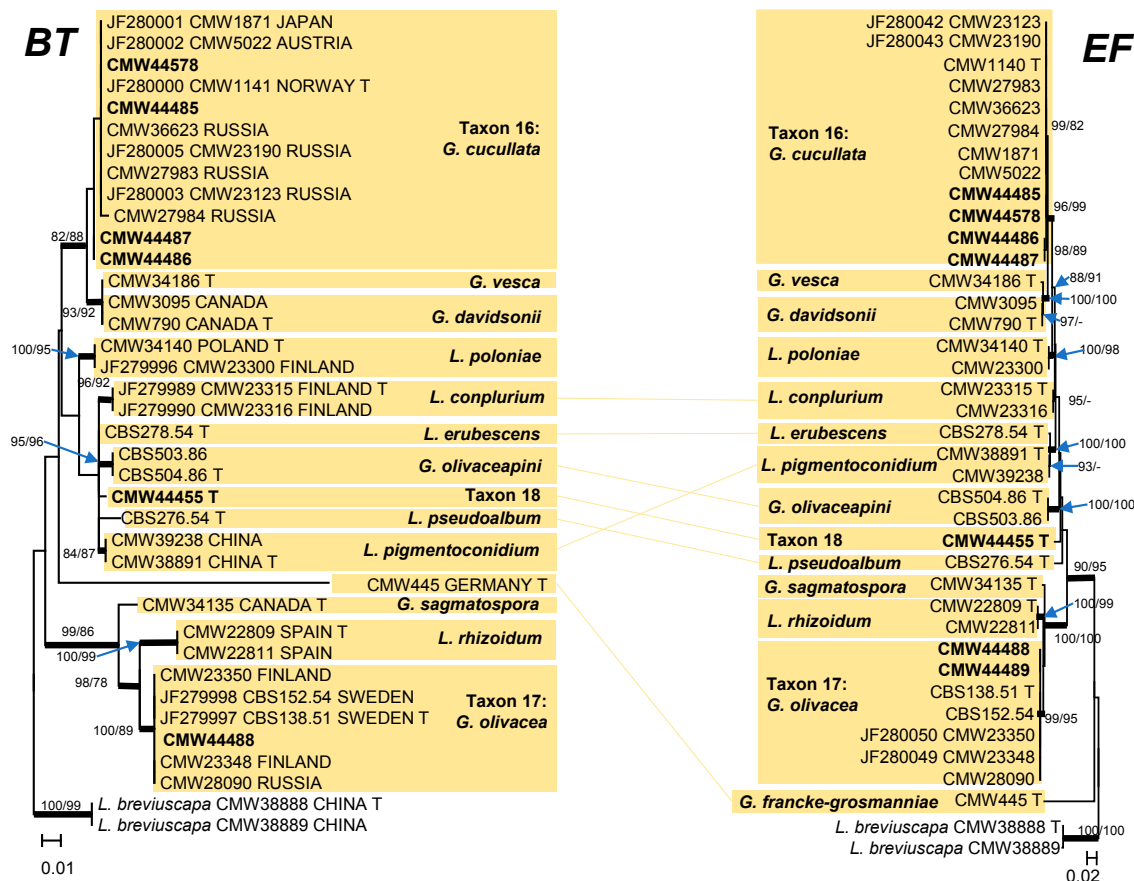 BT
JF280001 CMW1871 JAPAN
JF280002 CMW5022 AUSTRIA
CMW44578
JF280000 CMW1141 NORWAY T
CMW44485
CMW36623 RUSSIA
JF280005 CMW23190 RUSSIA
CMW27983 RUSSIA
JF280003 CMW23123 RUSSIA
CMW27984 RUSSIA
CMW44487
CMW44486
Taxon 16:
G. cucullata
82/88
CMW34186 T
G. vesca
CMW3095 CANADA
CMW790 CANADA T
G. davidsonii
93/92
CMW34140 POLAND T
JF279996 CMW23300 FINLAND
L. poloniae
100/95
96/92
JF279989 CMW23315 FINLAND T
JF279990 CMW23316 FINLAND
L. conplurium
CBS278.54 T
L. erubescens
95/96
CBS503.86
CBS504.86 T
G. olivaceapini
CMW44455 T
Taxon 18
CBS276.54 T
L. pseudoalbum
CMW39238 CHINA
CMW38891 CHINA T
L. pigmentoconidium
84/87
CMW445 GERMANY T
CMW34135 CANADA T
G. sagmatospora
99/86
CMW22809 SPAIN T
CMW22811 SPAIN
L. rhizoidum
100/99
98/78
CMW23350 FINLAND
JF279998 CBS152.54 SWEDEN
JF279997 CBS138.51 SWEDEN T
CMW44488
CMW23348 FINLAND
CMW28090 RUSSIA
Taxon 17:
G. olivacea
100/89
100/99
L. breviuscapa CMW38888 CHINA T
L. breviuscapa CMW38889 CHINA
0.01
EF
JF280042 CMW23123
JF280043 CMW23190
CMW1140 T
CMW27983
CMW36623
CMW27984
CMW1871
CMW5022
CMW44485
CMW44578
CMW44486
CMW44487
Taxon 16:
G. cucullata
99/82
96/99
98/89
G. vesca
CMW34186 T
88/91
G. davidsonii
CMW3095
CMW790 T
100/100
97/-
L. poloniae
CMW34140 T
CMW23300
100/98
L. conplurium
CMW23315 T
CMW23316
95/-
L. erubescens
CBS278.54 T
100/100
L. pigmentoconidium
CMW38891 T
CMW39238
93/-
G. olivaceapini
CBS504.86 T
CBS503.86
100/100
Taxon 18
CMW44455 T
L. pseudoalbum
CBS276.54 T
90/95
G. sagmatospora
CMW34135 T
L. rhizoidum
CMW22809 T
CMW22811
100/99
100/100
CMW44488
CMW44489
CBS138.51 T
CBS152.54
JF280050 CMW23350
JF280049 CMW23348
CMW28090
Taxon 17:
G. olivacea
99/95
G. francke-grosmanniae
CMW445 T
L. breviuscapa CMW38888 T
L. breviuscapa CMW38889
100/100
0.02